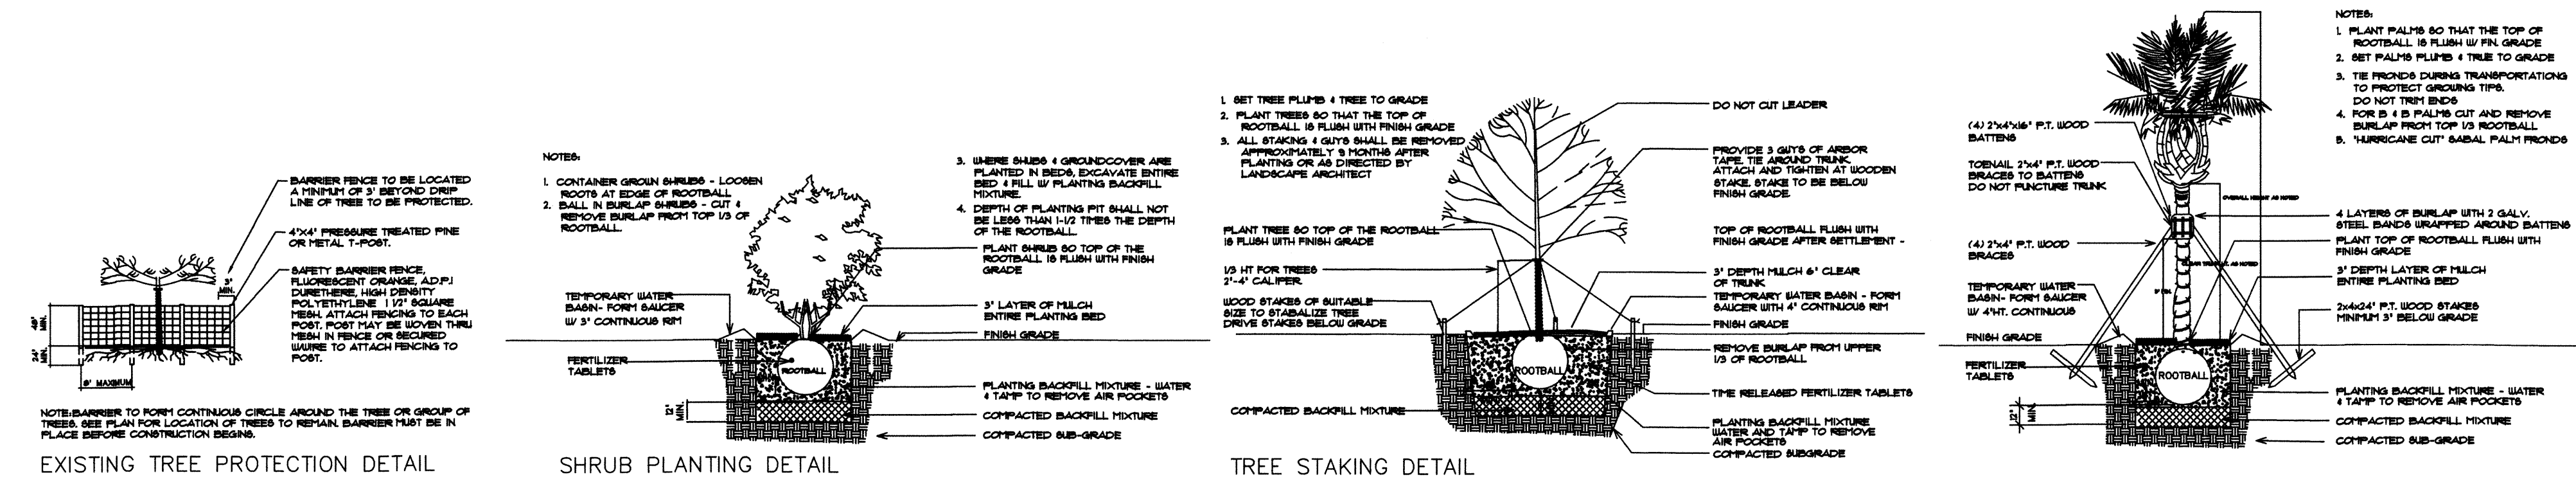 BARRIER FENCE TO BE LOCATED
A MINIMUM OF 3' BEYOND DRIP
LINE OF TREE TO BE PROTECTED.
4"X4" PRESSURE TREATED PINE
OR METAL T-POST.
SAFETY BARRIER FENCE,
FLUORESCENT ORANGE, A.D.P.I
DURETHERE, HIGH DENSITY
POLYETHYLENE 1 1/2" SQUARE
MESH. ATTACH FENCING TO EACH
POST. POST MAY BE WOVEN THRU
MESH IN FENCE OR SECURED
W/WIRE TO ATTACH FENCING TO
POST.
3'
MIN.
48"
MIN.
24"
MIN.
8' MAXIMUM
NOTE:BARRIER TO FORM CONTINUOUS CIRCLE AROUND THE TREE OR GROUP OF
TREES. SEE PLAN FOR LOCATION OF TREES TO REMAIN. BARRIER MUST BE IN
PLACE BEFORE CONSTRUCTION BEGINS.
EXISTING TREE PROTECTION DETAIL
NOTES:
1. CONTAINER GROWN SHRUBS - LOOSEN
ROOTS AT EDGE OF ROOTBALL
2. BALL IN BURLAP SHRUBS - CUT &
REMOVE BURLAP FROM TOP 1/3 OF
ROOTBALL.
3. WHERE SHUBS & GROUNDCOVER ARE
PLANTED IN BEDS, EXCAVATE ENTIRE
BED & FILL W/ PLANTING BACKFILL
MIXTURE.
4. DEPTH OF PLANTING PIT SHALL NOT
BE LESS THAN 1-1/2 TIMES THE DEPTH
OF THE ROOTBALL.
PLANT SHRUB SO TOP OF THE
ROOTBALL IS FLUSH WITH FINISH
GRADE
TEMPORARY WATER
BASIN- FORM SAUCER
W/ 3" CONTINUOUS RIM
3" LAYER OF MULCH
ENTIRE PLANTING BED
FINISH GRADE
FERTILIZER
TABLETS
ROOTBALL
12"
MIN.
PLANTING BACKFILL MIXTURE - WATER
& TAMP TO REMOVE AIR POCKETS
COMPACTED BACKFILL MIXTURE
COMPACTED SUB-GRADE
SHRUB PLANTING DETAIL
1. SET TREE PLUMB & TREE TO GRADE
2. PLANT TREES SO THAT THE TOP OF
ROOTBALL IS FLUSH WITH FINISH GRADE
3. ALL STAKING & GUYS SHALL BE REMOVED
APPROXIMATELY 9 MONTHS AFTER
PLANTING OR AS DIRECTED BY
LANDSCAPE ARCHITECT
PLANT TREE SO TOP OF THE ROOTBALL
IS FLUSH WITH FINISH GRADE
1/3 HT FOR TREES
2"-4" CALIPER
WOOD STAKES OF SUITABLE
SIZE TO STABALIZE TREE
DRIVE STAKES BELOW GRADE
COMPACTED BACKFILL MIXTURE
ROOTBALL
DO NOT CUT LEADER
PROVIDE 3 GUYS OF ARBOR
TAPE. TIE AROUND TRUNK.
ATTACH AND TIGHTEN AT WOODEN
STAKE. STAKE TO BE BELOW
FINISH GRADE
TOP OF ROOTBALL FLUSH WITH
FINISH GRADE AFTER SETTLEMENT -
3" DEPTH MULCH 6" CLEAR
OF TRUNK
TEMPORARY WATER BASIN - FORM
SAUCER WITH 4" CONTINUOUS RIM
FINISH GRADE
REMOVE BURLAP FROM UPPER
1/3 OF ROOTBALL
TIME RELEASED FERTILIZER TABLETS
PLANTING BACKFILL MIXTURE
WATER AND TAMP TO REMOVE
AIR POCKETS
COMPACTED SUBGRADE
TREE STAKING DETAIL
NOTES:
1. PLANT PALMS SO THAT THE TOP OF
ROOTBALL IS FLUSH W/ FIN. GRADE
2. SET PALMS PLUMB & TRUE TO GRADE
3. TIE FRONDS DURING TRANSPORTATIONG
TO PROTECT GROWING TIPS.
DO NOT TRIM ENDS
4. FOR B & B PALMS CUT AND REMOVE
BURLAP FROM TOP 1/3 ROOTBALL
5. "HURRICANE CUT" SABAL PALM FRONDS
(4) 2"x4"x16" P.T. WOOD
BATTENS
TOENAIL 2"x4" P.T. WOOD
BRACES TO BATTENS
DO NOT PUNCTURE TRUNK
(4) 2"x4" P.T. WOOD
BRACES
TEMPORARY WATER
BASIN- FORM SAUCER
W/ 4"HT. CONTINUOUS
FINISH GRADE
FERTILIZER
TABLETS
OVERALL HEIGHT AS NOTED
ROOTBALL
12"
MIN.
4 LAYERS OF BURLAP WITH 2 GALV.
STEEL BANDS WRAPPED AROUND BATTENS
PLANT TOP OF ROOTBALL FLUSH WITH
FINISH GRADE
3" DEPTH LAYER OF MULCH
ENTIRE PLANTING BED
2x4x24" P.T. WOOD STAKES
MINIMUM 3" BELOW GRADE
PLANTING BACKFILL MIXTURE - WATER
& TAMP TO REMOVE AIR POCKETS
COMPACTED BACKFILL MIXTURE
COMPACTED SUB-GRADE